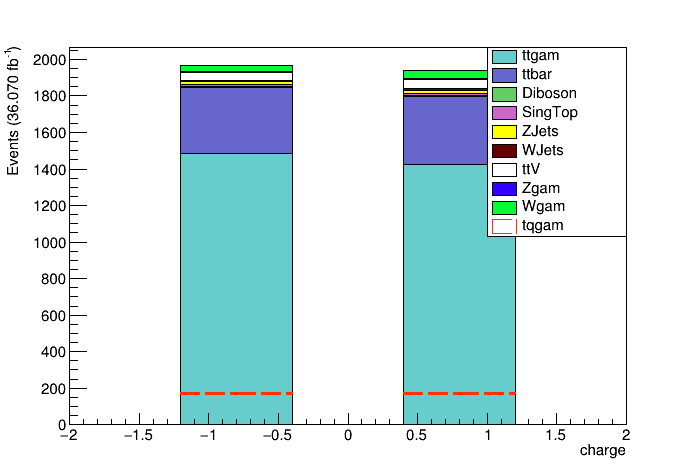 Events (36.070 fb⁻¹)
2000
1800
1600
1400
1200
1000
800
600
400
200
0
−2
−1.5
−1
−0.5
0
0.5
1
1.5
2
charge
ttgam
ttbar
Diboson
SingTop
ZJets
WJets
ttV
Zgam
Wgam
tqgam